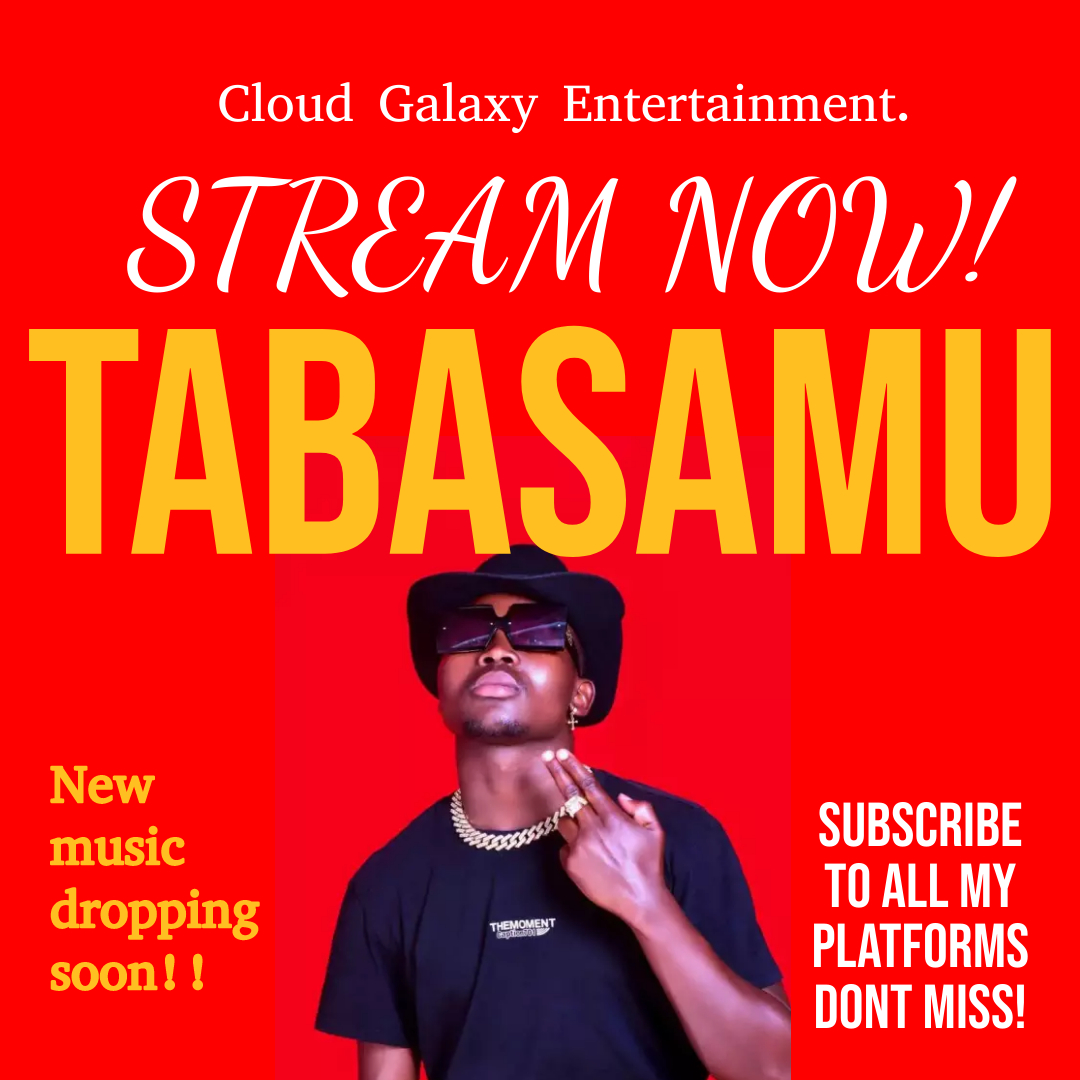 Cloud Galaxy Entertainment.
STREAM NOW!
TABASAMU
New
music
dropping
soon!!
SUBSCRIBE
TO ALL MY
PLATFORMS
DONT MISS!
THEMOMENT